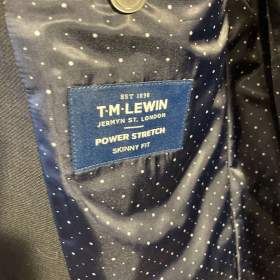 EST 1898
T·M·LEWIN
JERMYN ST. LONDON
POWER STRETCH
SKINNY FIT